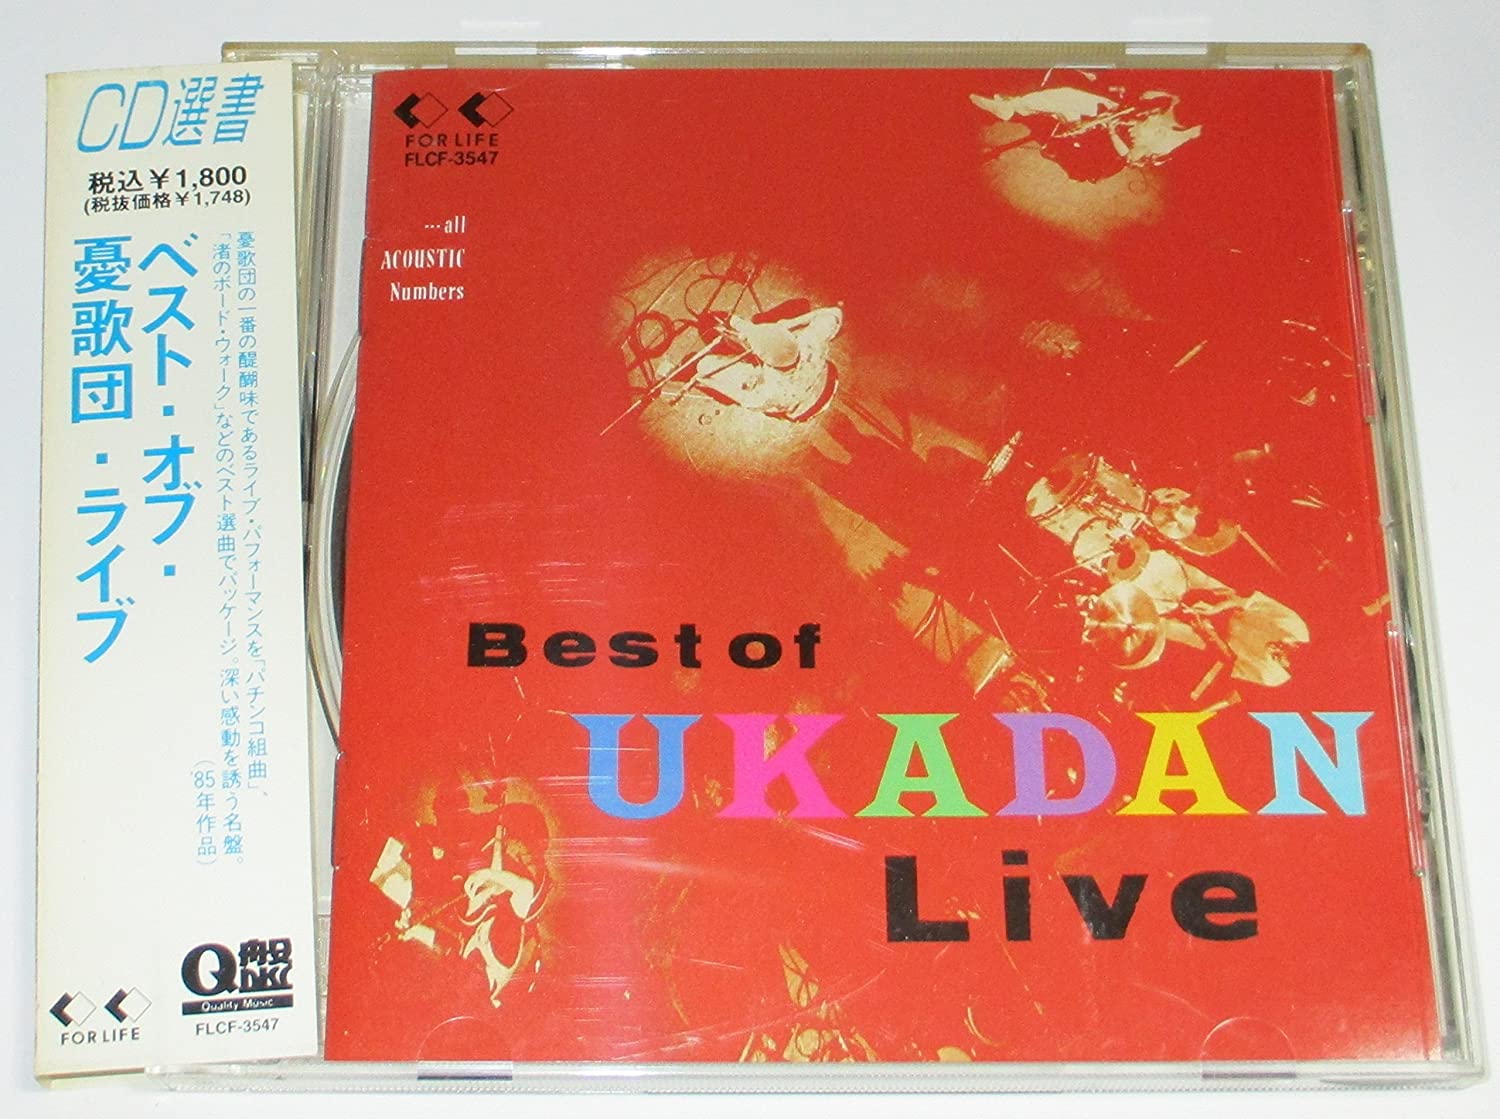 CD選書
税込¥1,800
(税抜価格¥1,748)
ベスト・オブ・
憂歌団・ライブ
憂歌団の一番の醍醐味であるライブ・パフォーマンスを「パチンコ組曲」、
「渚のボード・ウォーク」などのベスト選曲でパッケージ。深い感動を誘う名盤。
('85年作品)
Q盤
Quality Music
FLCF-3547
FOR LIFE
FOR LIFE
FLCF-3547
…all
ACOUSTIC
Numbers
Best of
UKADAN
Live